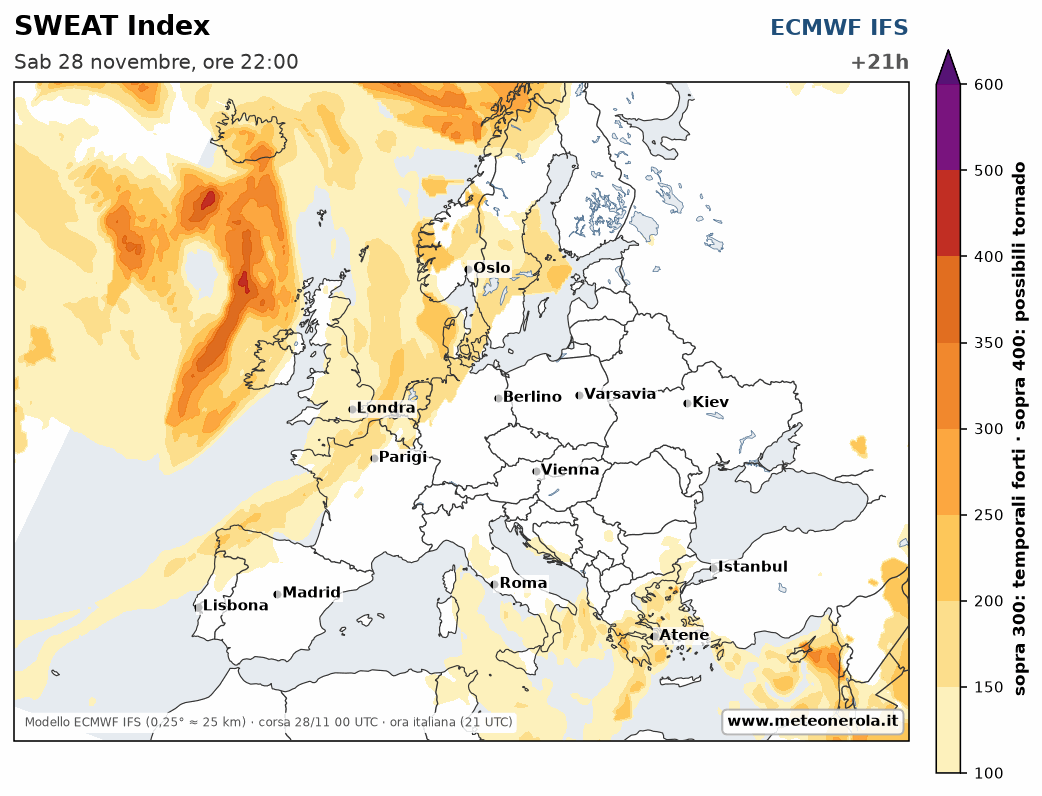 SWEAT Index
ECMWF IFS
Sab 28 novembre, ore 22:00
+21h
Oslo
Londra
Berlino
Varsavia
Kiev
Parigi
Vienna
Istanbul
Roma
Madrid
Lisbona
Atene
Modello ECMWF IFS (0,25° ≈ 25 km) · corsa 28/11 00 UTC · ora italiana (21 UTC)
www.meteonerola.it
600
500
400
350
300
250
200
150
100
sopra 300: temporali forti · sopra 400: possibili tornado